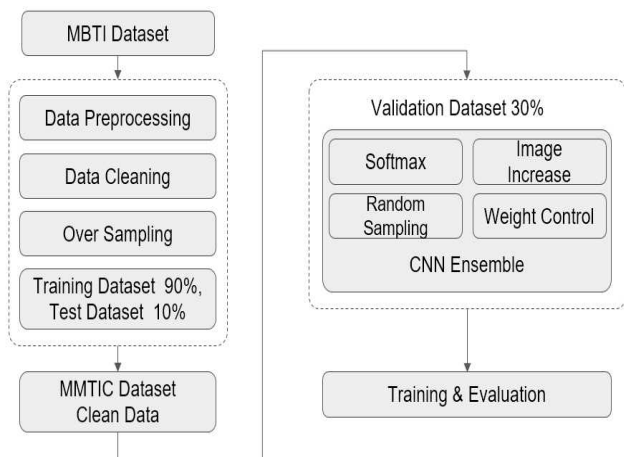 MBTI Dataset
Data Preprocessing
Data Cleaning
Over Sampling
Training Dataset 90%,
Test Dataset 10%
MMTIC Dataset
Clean Data
Validation Dataset 30%
Softmax
Image
Increase
Random
Sampling
Weight Control
CNN Ensemble
Training & Evaluation